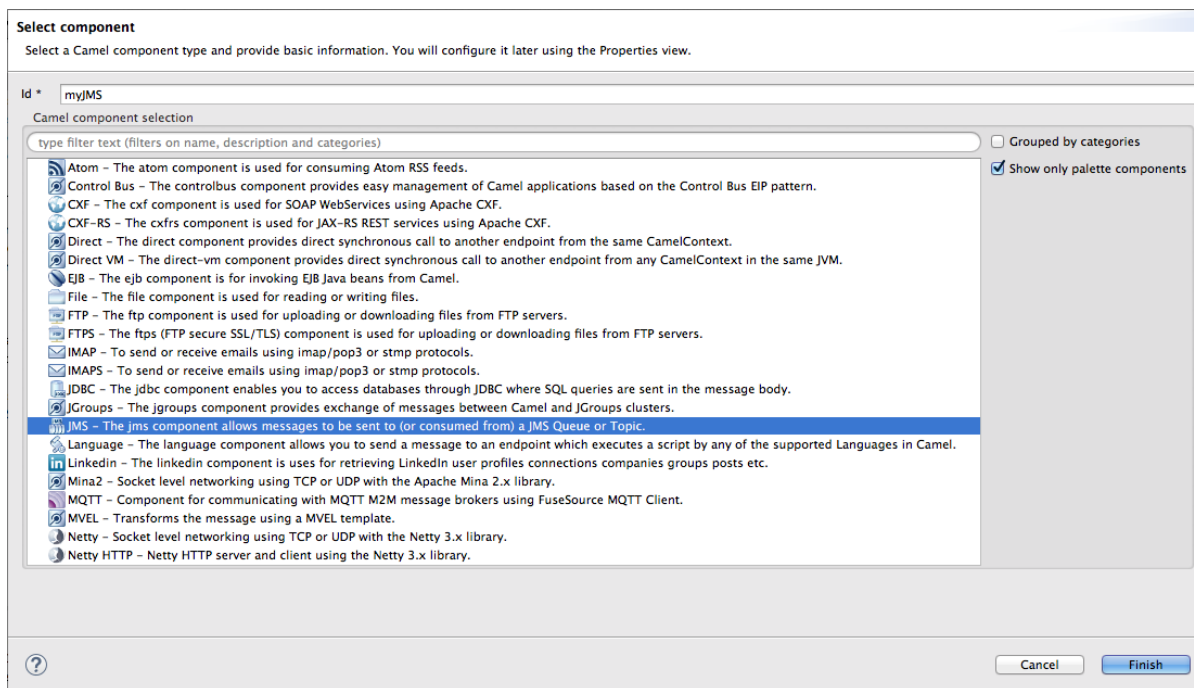 Select component
Select a Camel component type and provide basic information. You will configure it later using the Properties view.
Id * myJMS
Camel component selection
type filter text (filters on name, description and categories)
Grouped by categories
Show only palette components
Atom – The atom component is used for consuming Atom RSS feeds.
Control Bus – The controlbus component provides easy management of Camel applications based on the Control Bus EIP pattern.
CXF – The cxf component is used for SOAP WebServices using Apache CXF.
CXF-RS – The cxfrs component is used for JAX-RS REST services using Apache CXF.
Direct – The direct component provides direct synchronous call to another endpoint from the same CamelContext.
Direct VM – The direct-vm component provides direct synchronous call to another endpoint from any CamelContext in the same JVM.
EJB – The ejb component is for invoking EJB Java beans from Camel.
File – The file component is used for reading or writing files.
FTP – The ftp component is used for uploading or downloading files from FTP servers.
FTPS – The ftps (FTP secure SSL/TLS) component is used for uploading or downloading files from FTP servers.
IMAP – To send or receive emails using imap/pop3 or stmp protocols.
IMAPS – To send or receive emails using imap/pop3 or stmp protocols.
JDBC – The jdbc component enables you to access databases through JDBC where SQL queries are sent in the message body.
JGroups – The jgroups component provides exchange of messages between Camel and JGroups clusters.
JMS – The jms component allows messages to be sent to (or consumed from) a JMS Queue or Topic.
Language – The language component allows you to send a message to an endpoint which executes a script by any of the supported Languages in Camel.
Linkedin – The linkedin component is uses for retrieving LinkedIn user profiles connections companies groups posts etc.
Mina2 – Socket level networking using TCP or UDP with the Apache Mina 2.x library.
MQTT – Component for communicating with MQTT M2M message brokers using FuseSource MQTT Client.
MVEL – Transforms the message using a MVEL template.
Netty – Socket level networking using TCP or UDP with the Netty 3.x library.
Netty HTTP – Netty HTTP server and client using the Netty 3.x library.
Cancel
Finish